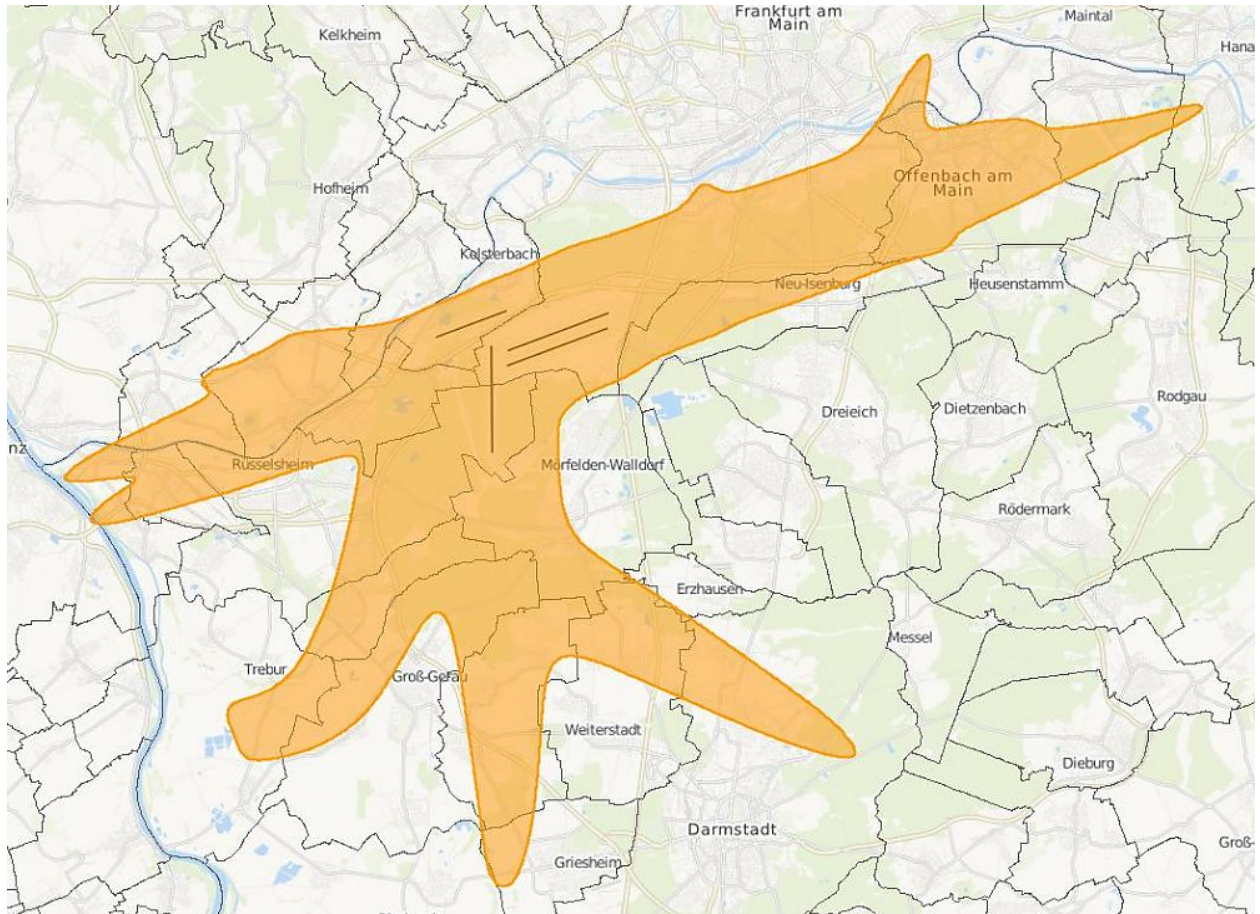 Frankfurt am
Main
Maintal
Kelkheim
Hana
Hofheim
Offenbach am
Main
Kelsterbach
Neu-Isenburg
Heusenstamm
Rodgau
Dreieich
Dietzenbach
nz
Rüsselsheim
Mörfelden-Walldorf
Rödermark
Erzhausen
Messel
Trebur
Groß-Gerau
Weiterstadt
Dieburg
Darmstadt
Groß-
Griesheim